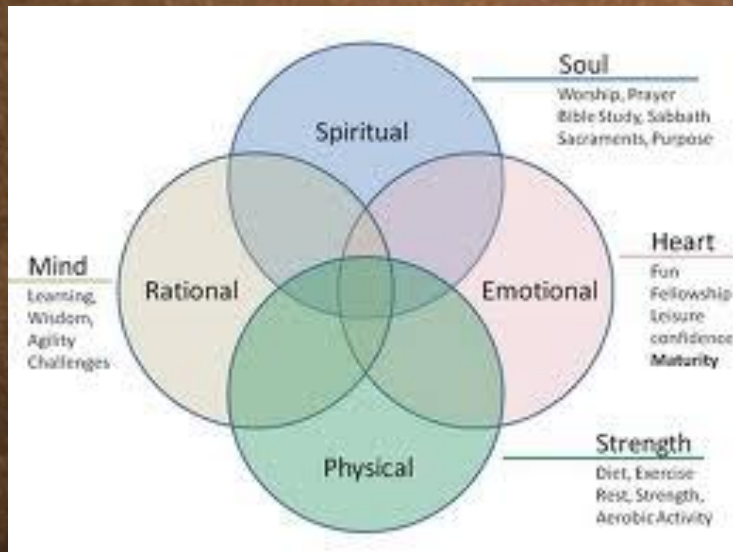 Soul
Worship, Prayer
Bible Study, Sabbath
Sacraments, Purpose
Spiritual
Mind
Learning,
Wisdom,
Agility
Challenges
Rational
Emotional
Heart
Fun
Fellowship
Leisure
confidence
Maturity
Physical
Strength
Diet, Exercise
Rest, Strength,
Aerobic Activity